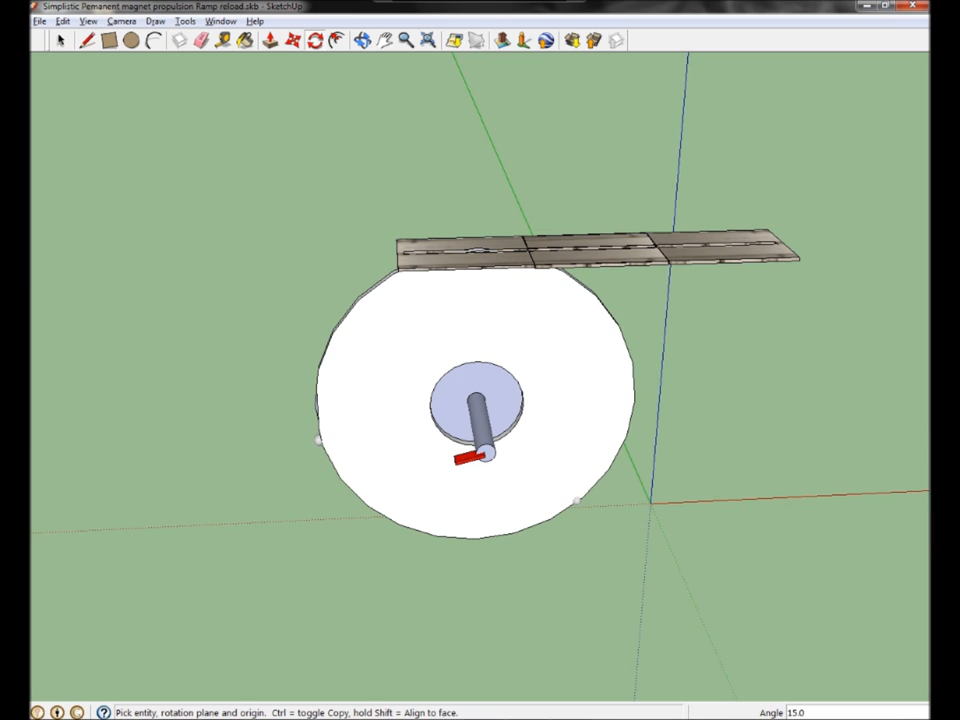 Simplistic Pemanent magnet propulsion Ramp reload.skb - SketchUp
File Edit View Camera Draw Tools Window Help
Pick entity, rotation plane and origin. Ctrl = toggle Copy, hold Shift = Align to face. Angle 15.0